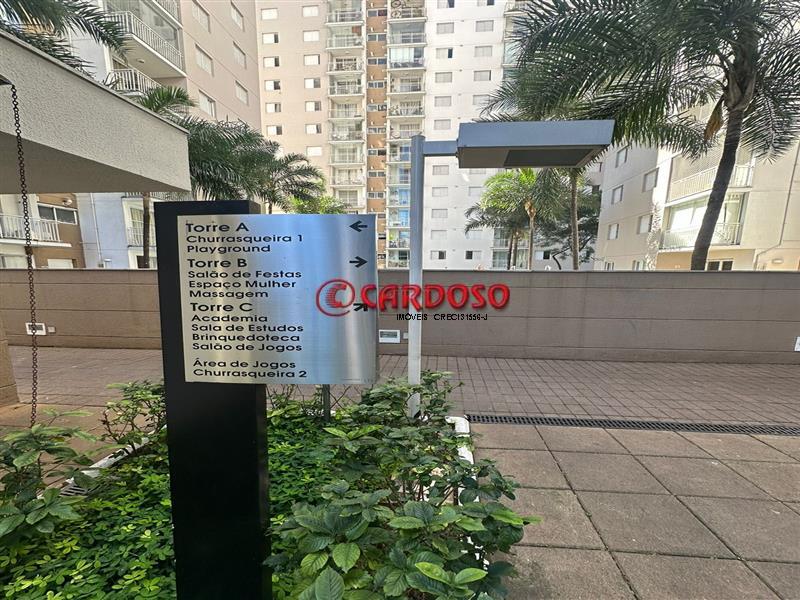 Torre A ←
Churrasqueira 1
Playground
Torre B →
Salão de Festas
Espaço Mulher
Massagem
Torre C ↗
Academia
Sala de Estudos
Brinquedoteca
Salão de Jogos
Área de Jogos
Churrasqueira 2
CARDOSO
IMÓVEIS CRECI31556-J